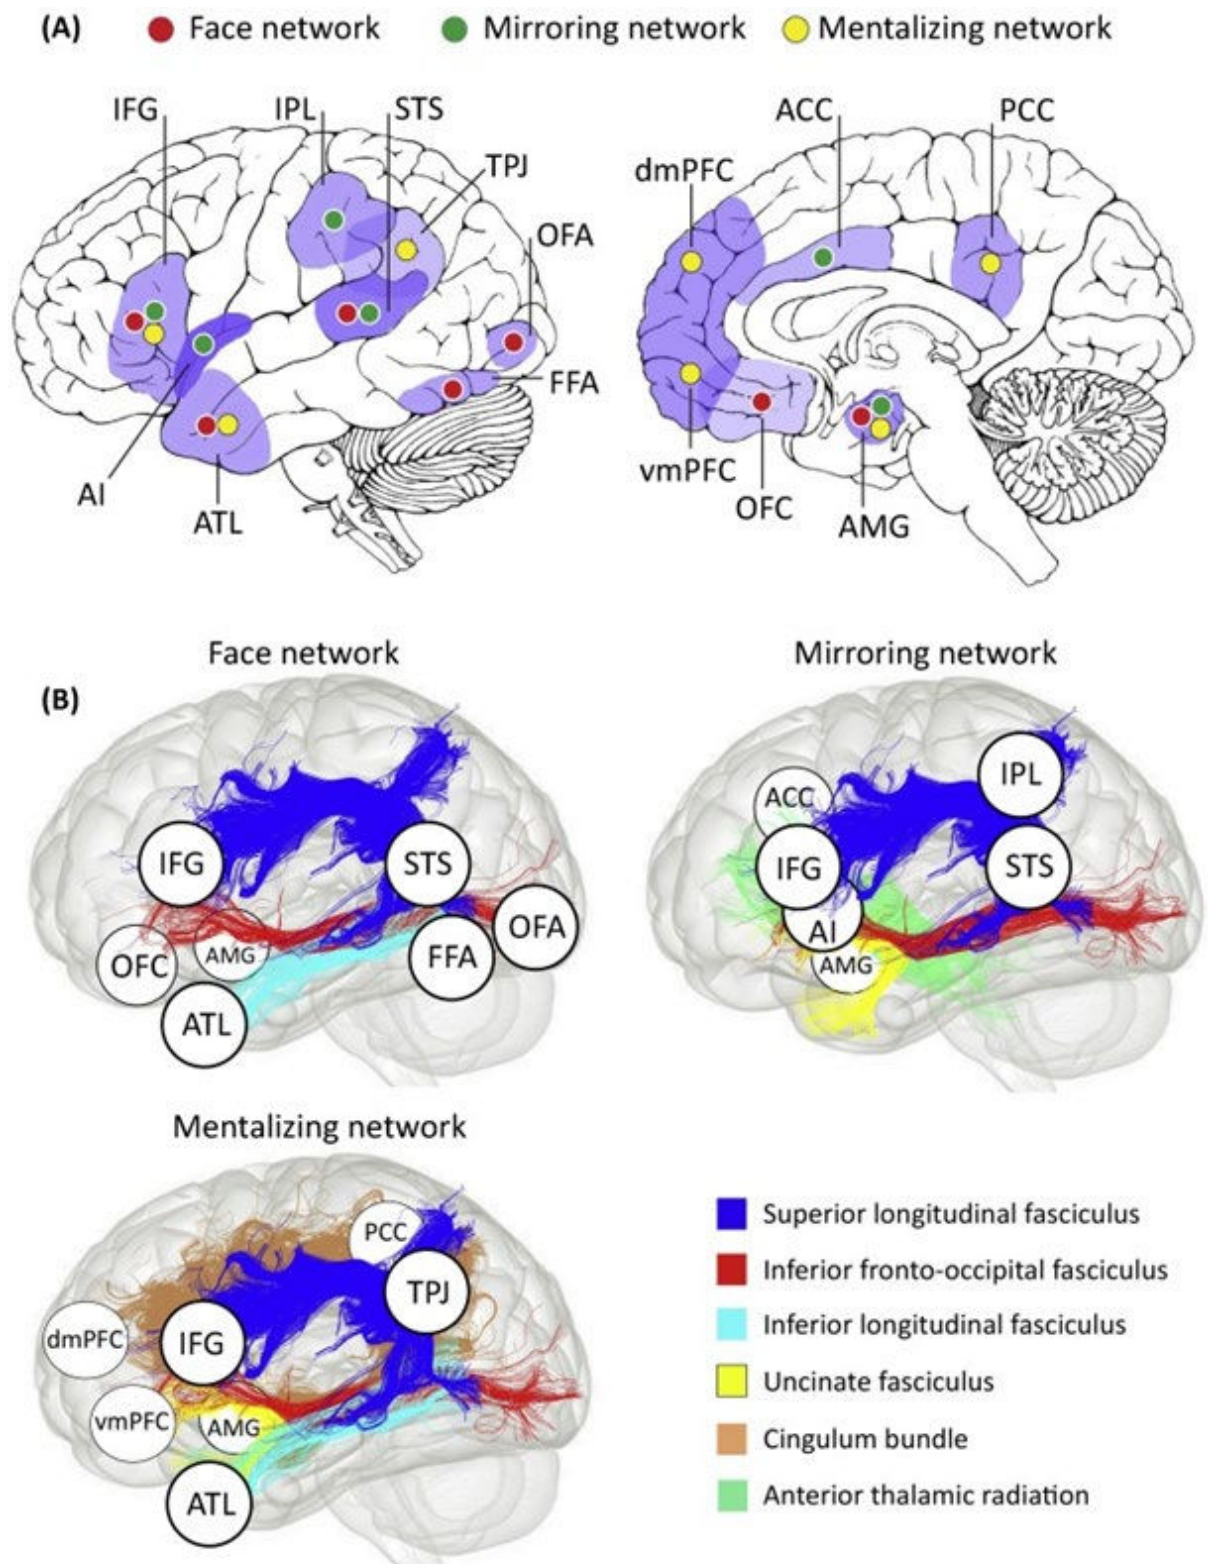 (A) Face network Mirroring network Mentalizing network
IFG IPL STS
TPJ
OFA
FFA
AI
ATL
ACC PCC
dmPFC
vmPFC
OFC
AMG
Face network
Mirroring network
(B)
IFG STS
OFC AMG FFA OFA
ATL
IPL
ACC
IFG STS
AI
AMG
Mentalizing network
PCC
TPJ
dmPFC IFG
vmPFC AMG
ATL
Superior longitudinal fasciculus
Inferior fronto-occipital fasciculus
Inferior longitudinal fasciculus
Uncinate fasciculus
Cingulum bundle
Anterior thalamic radiation